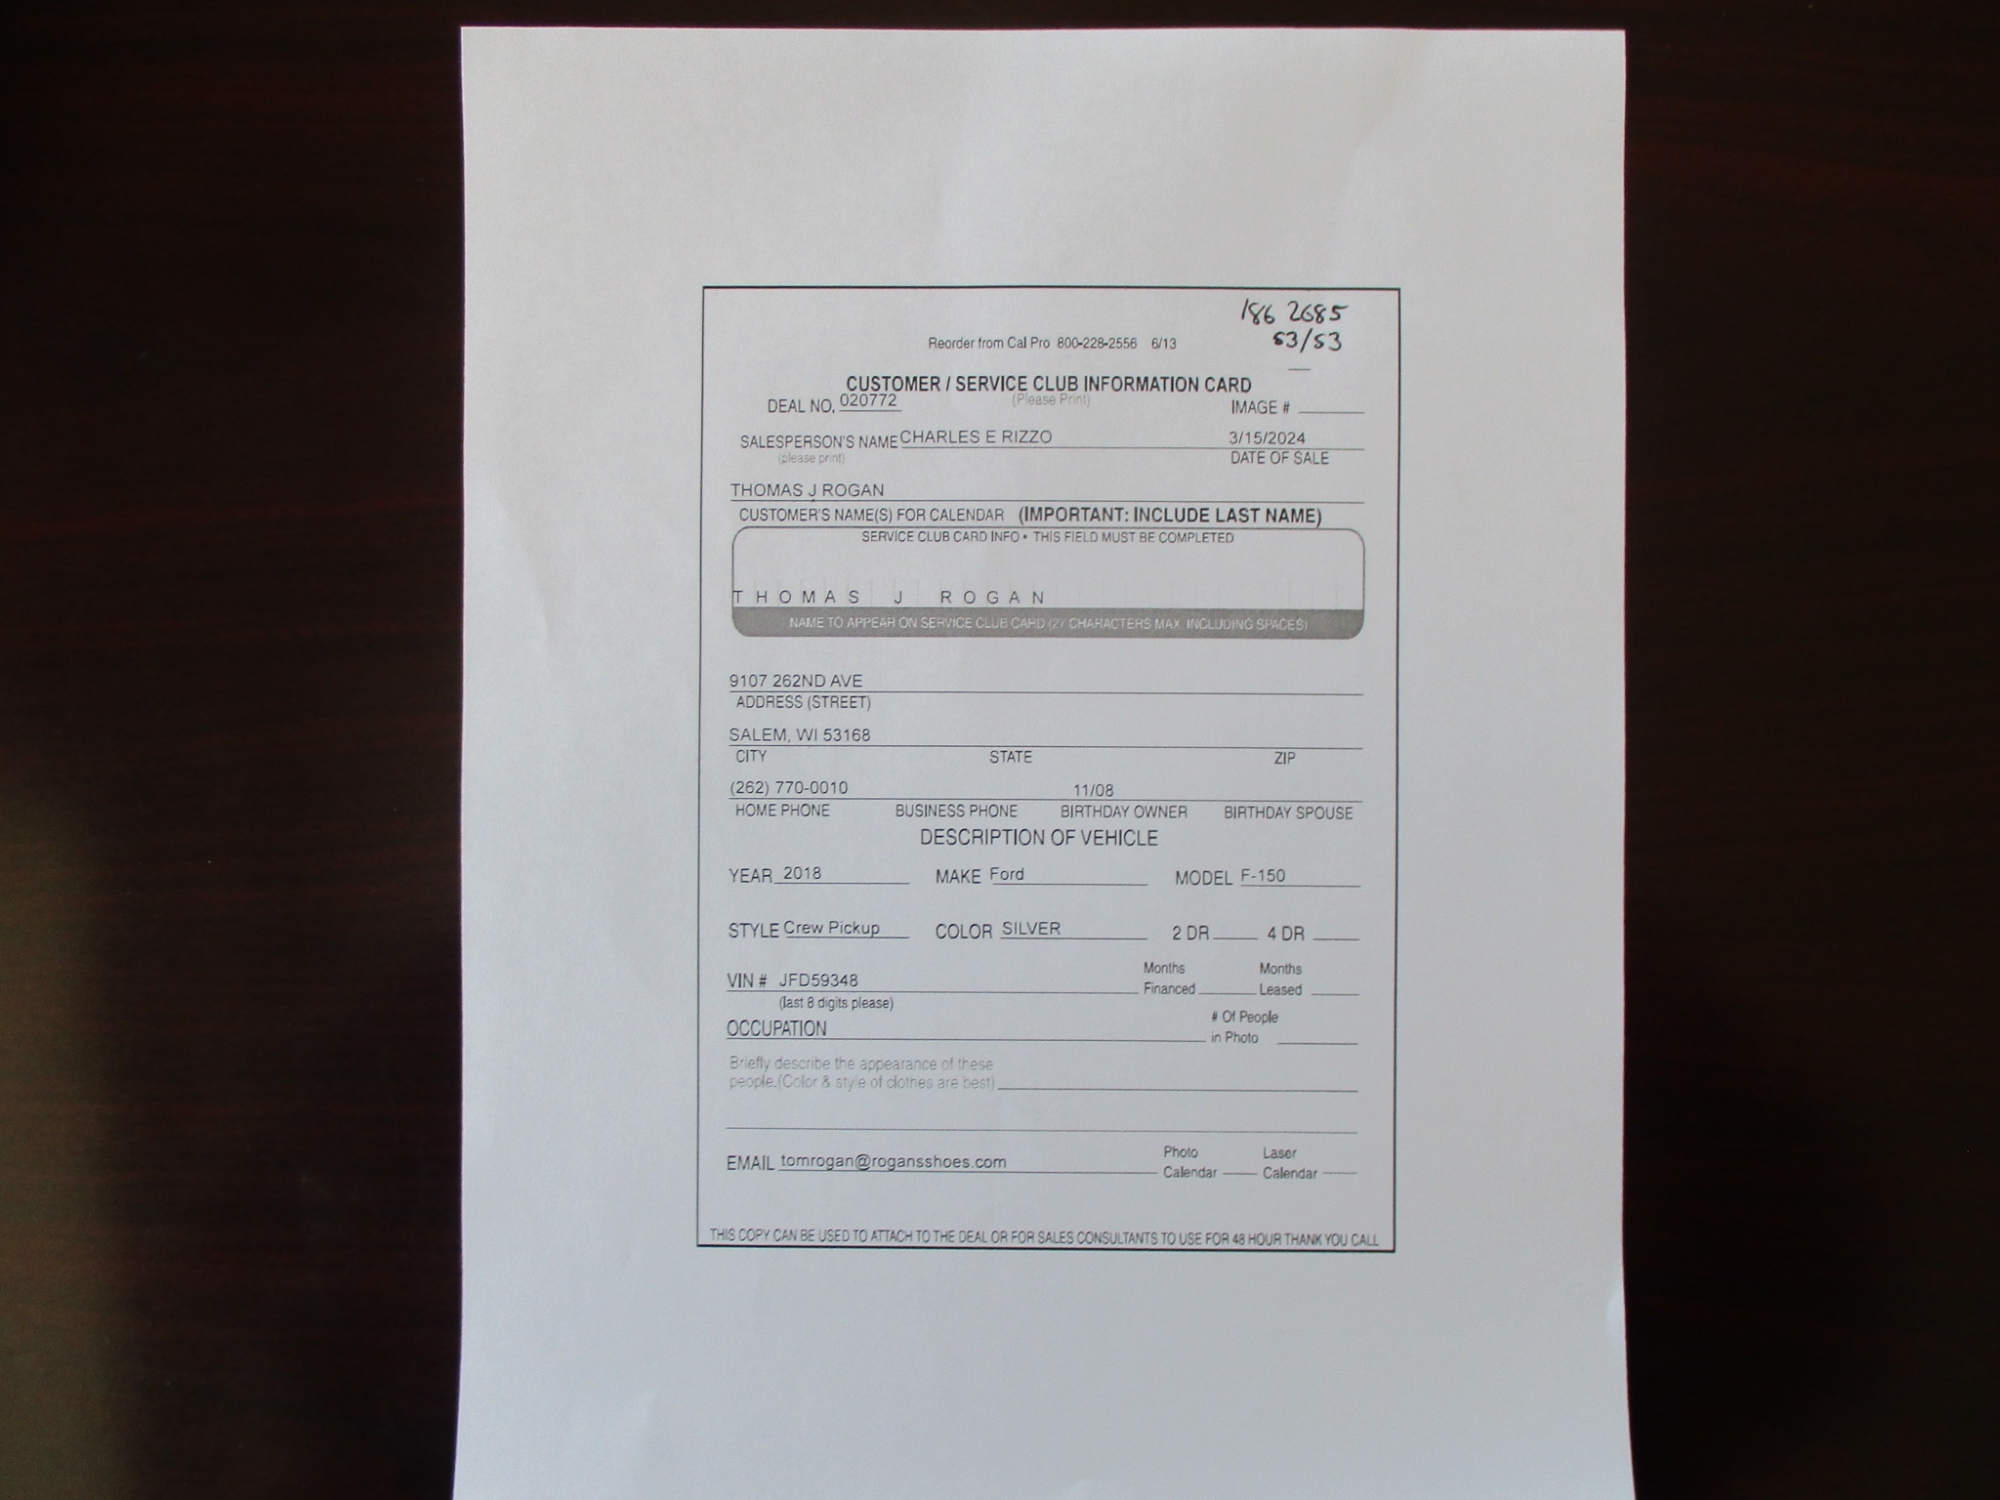 186 2685
53/53
Reorder from Cal Pro 800-228-2556 6/13
CUSTOMER / SERVICE CLUB INFORMATION CARD
(Please Print)
DEAL NO. 020772 IMAGE #
SALESPERSON'S NAME CHARLES E RIZZO 3/15/2024
(please print) DATE OF SALE
THOMAS J ROGAN
CUSTOMER'S NAME(S) FOR CALENDAR (IMPORTANT: INCLUDE LAST NAME)
SERVICE CLUB CARD INFO • THIS FIELD MUST BE COMPLETED
THOMAS J ROGAN
NAME TO APPEAR ON SERVICE CLUB CARD (27 CHARACTERS MAX. INCLUDING SPACES)
9107 262ND AVE
ADDRESS (STREET)
SALEM, WI 53168
CITY STATE ZIP
(262) 770-0010 11/08
HOME PHONE BUSINESS PHONE BIRTHDAY OWNER BIRTHDAY SPOUSE
DESCRIPTION OF VEHICLE
YEAR 2018 MAKE Ford MODEL F-150
STYLE Crew Pickup COLOR SILVER 2 DR 4 DR
VIN # JFD59348 Months Financed Months Leased
(last 8 digits please)
OCCUPATION # Of People in Photo
Briefly describe the appearance of these
people.(Color & style of clothes are best)
EMAIL tomrogan@rogansshoes.com Photo Calendar Laser Calendar
THIS COPY CAN BE USED TO ATTACH TO THE DEAL OR FOR SALES CONSULTANTS TO USE FOR 48 HOUR THANK YOU CALL